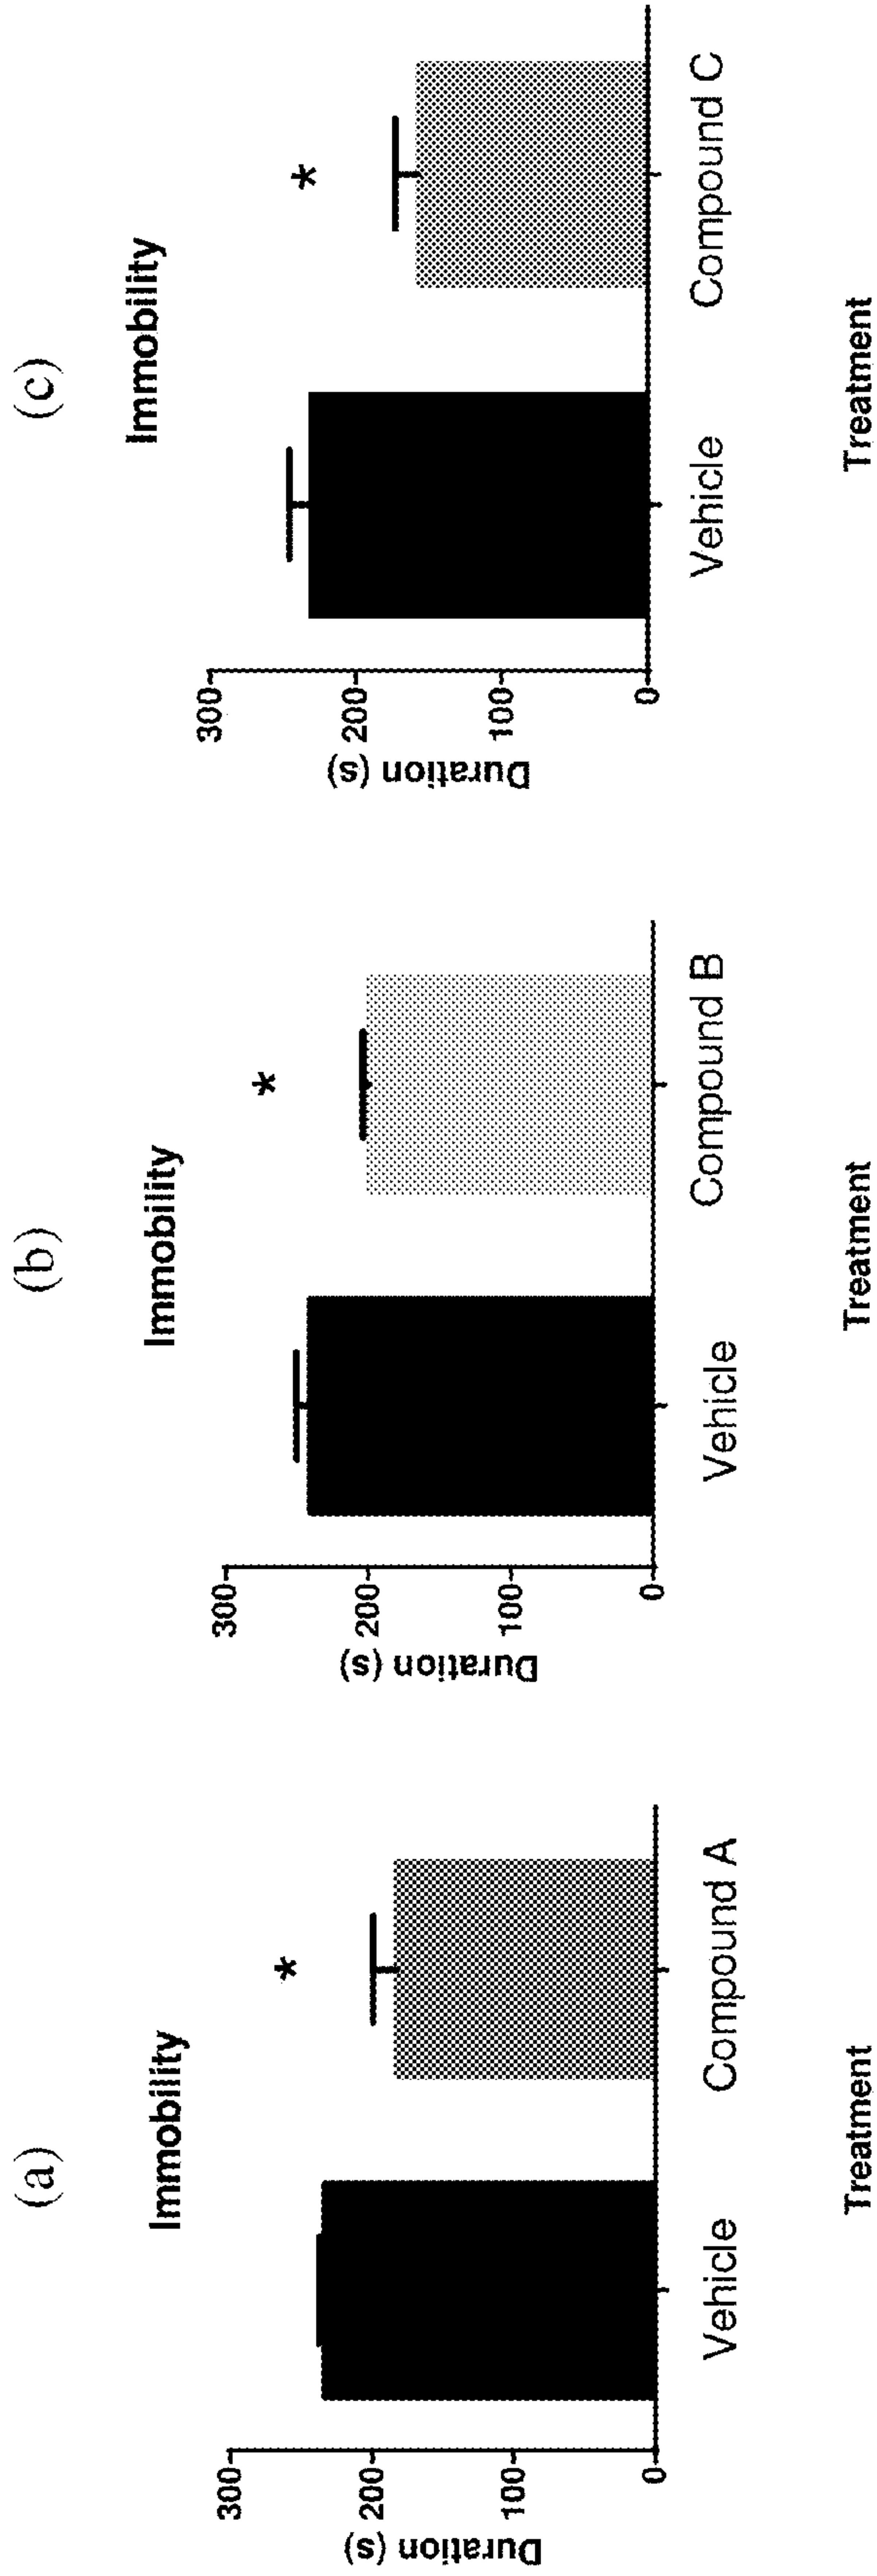 (a)
Immobility
300
200
100
0
Duration (s)
Vehicle
Compound A
*
Treatment
(b)
Immobility
300
200
100
0
Duration (s)
Vehicle
Compound B
*
Treatment
(c)
Immobility
300
200
100
0
Duration (s)
Vehicle
Compound C
*
Treatment